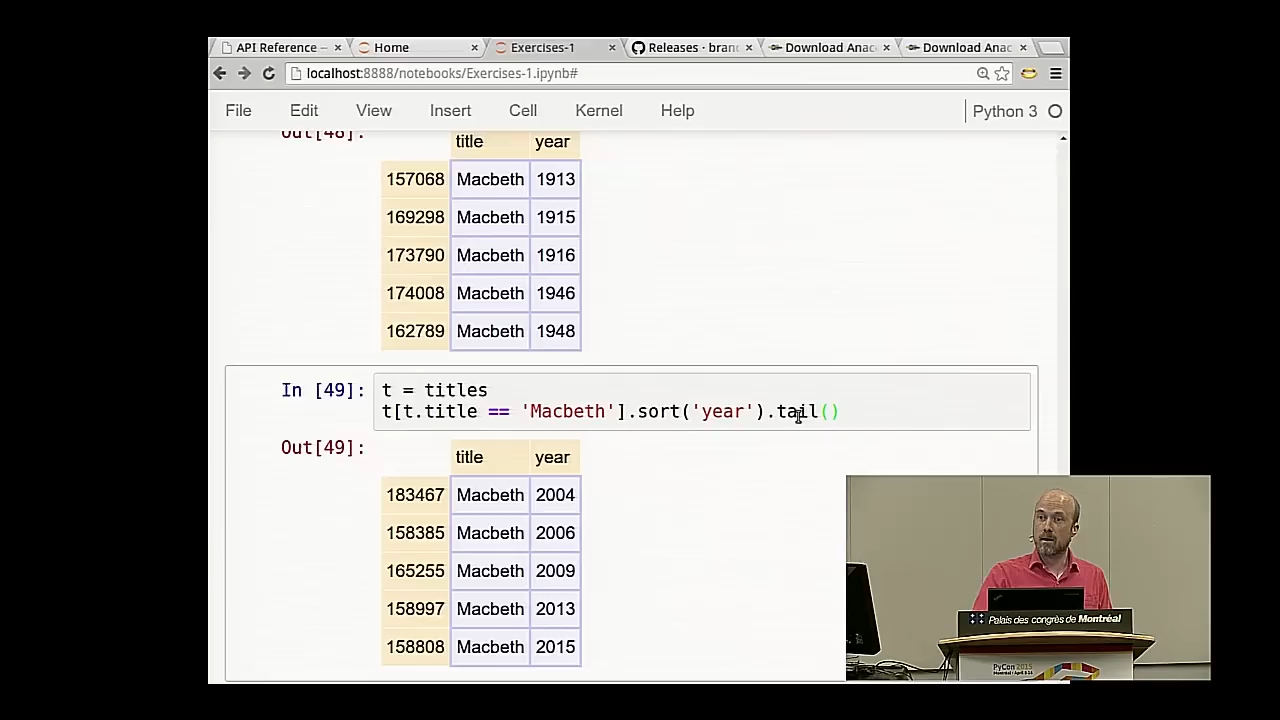 API Reference –
Home
Exercises-1
Releases · bran
Download Anac
Download Anac
localhost:8888/notebooks/Exercises-1.ipynb#
File Edit View Insert Cell Kernel Help Python 3
Out[48]:
title year
157068 Macbeth 1913
169298 Macbeth 1915
173790 Macbeth 1916
174008 Macbeth 1946
162789 Macbeth 1948
In [49]: t = titles
t[t.title == 'Macbeth'].sort('year').tail()
Out[49]:
title year
183467 Macbeth 2004
158385 Macbeth 2006
165255 Macbeth 2009
158997 Macbeth 2013
158808 Macbeth 2015
Palais des congrès de Montréal
PyCon 2015